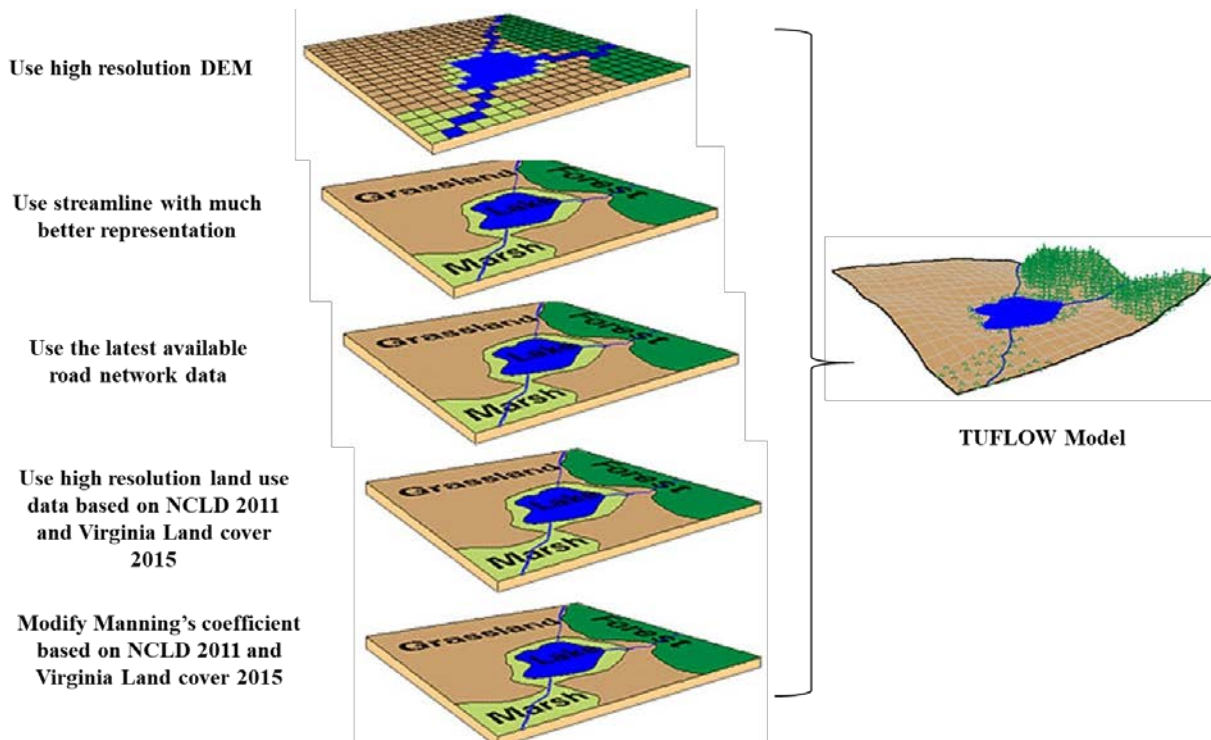 Use high resolution DEM
Use streamline with much
better representation
Grassland
Forest
Lake
Marsh
Use the latest available
road network data
Grassland
Forest
Lake
Marsh
Use high resolution land use
data based on NCLD 2011
and Virginia Land cover
2015
Grassland
Forest
Lake
Marsh
Modify Manning’s coefficient
based on NCLD 2011 and
Virginia Land cover 2015
Grassland
Forest
Lake
Marsh
TUFLOW Model